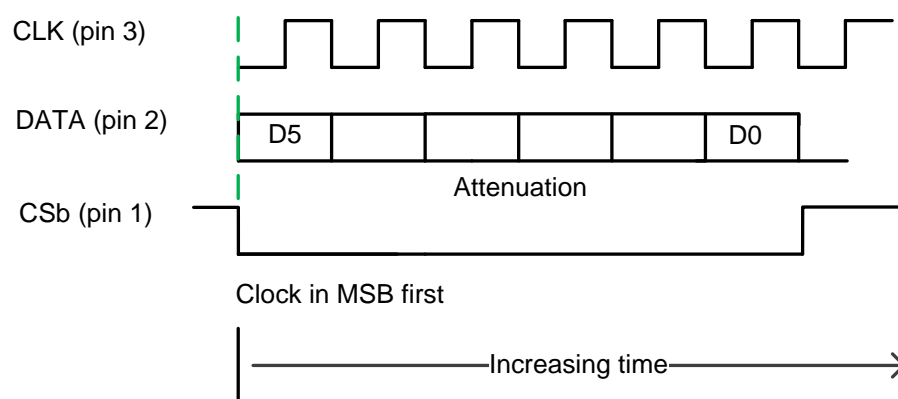 CLK (pin 3)
DATA (pin 2)
D5
D0
Attenuation
CSb (pin 1)
Clock in MSB first
Increasing time